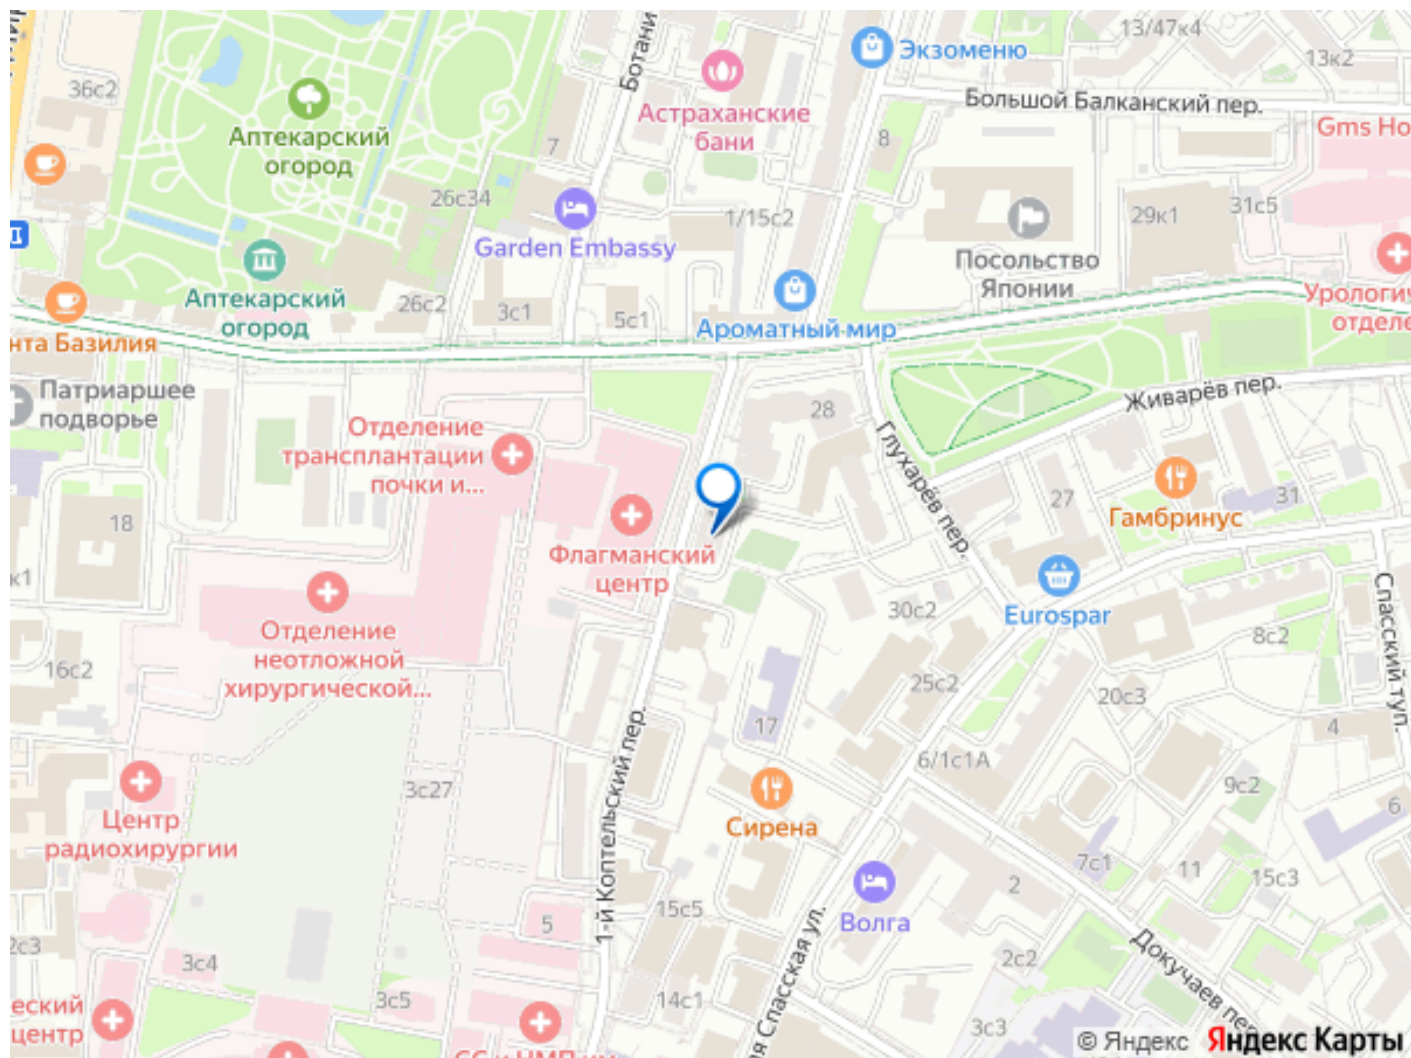 13/47к4
Ботани
Экзоменю
13к2
36с2
Астраханские
бани
Большой Балканский пер.
Gms Ho
Аптекарский
огород
7
8
26с34
1/15с2
29к1
31с5
Garden Embassy
Посольство
Японии
Аптекарский
огород
26с2
3с1
5с1
Ароматный мир
Урологич
отделе
нта Базилия
Патриаршее
подворье
Живарёв пер.
28
Отделение
трансплантации
почки и...
Глухарёв пер.
27
31
Гамбринус
18
Флагманский
центр
к1
Eurospar
30с2
Спасский туп.
Отделение
неотложной
хирургической...
8с2
16с2
25с2
20с3
17
4
6/1с1А
1-й Коптельский пер.
3с27
9с2
6
Центр
радиохирургии
Сирена
7с1
11
15с3
2
Волга
15с5
5
2с3
3с4
2с2
Докучаев пер
ая Спасская ул.
еский
центр
3с5
14с1
3с3
© Яндекс
Яндекс Карты